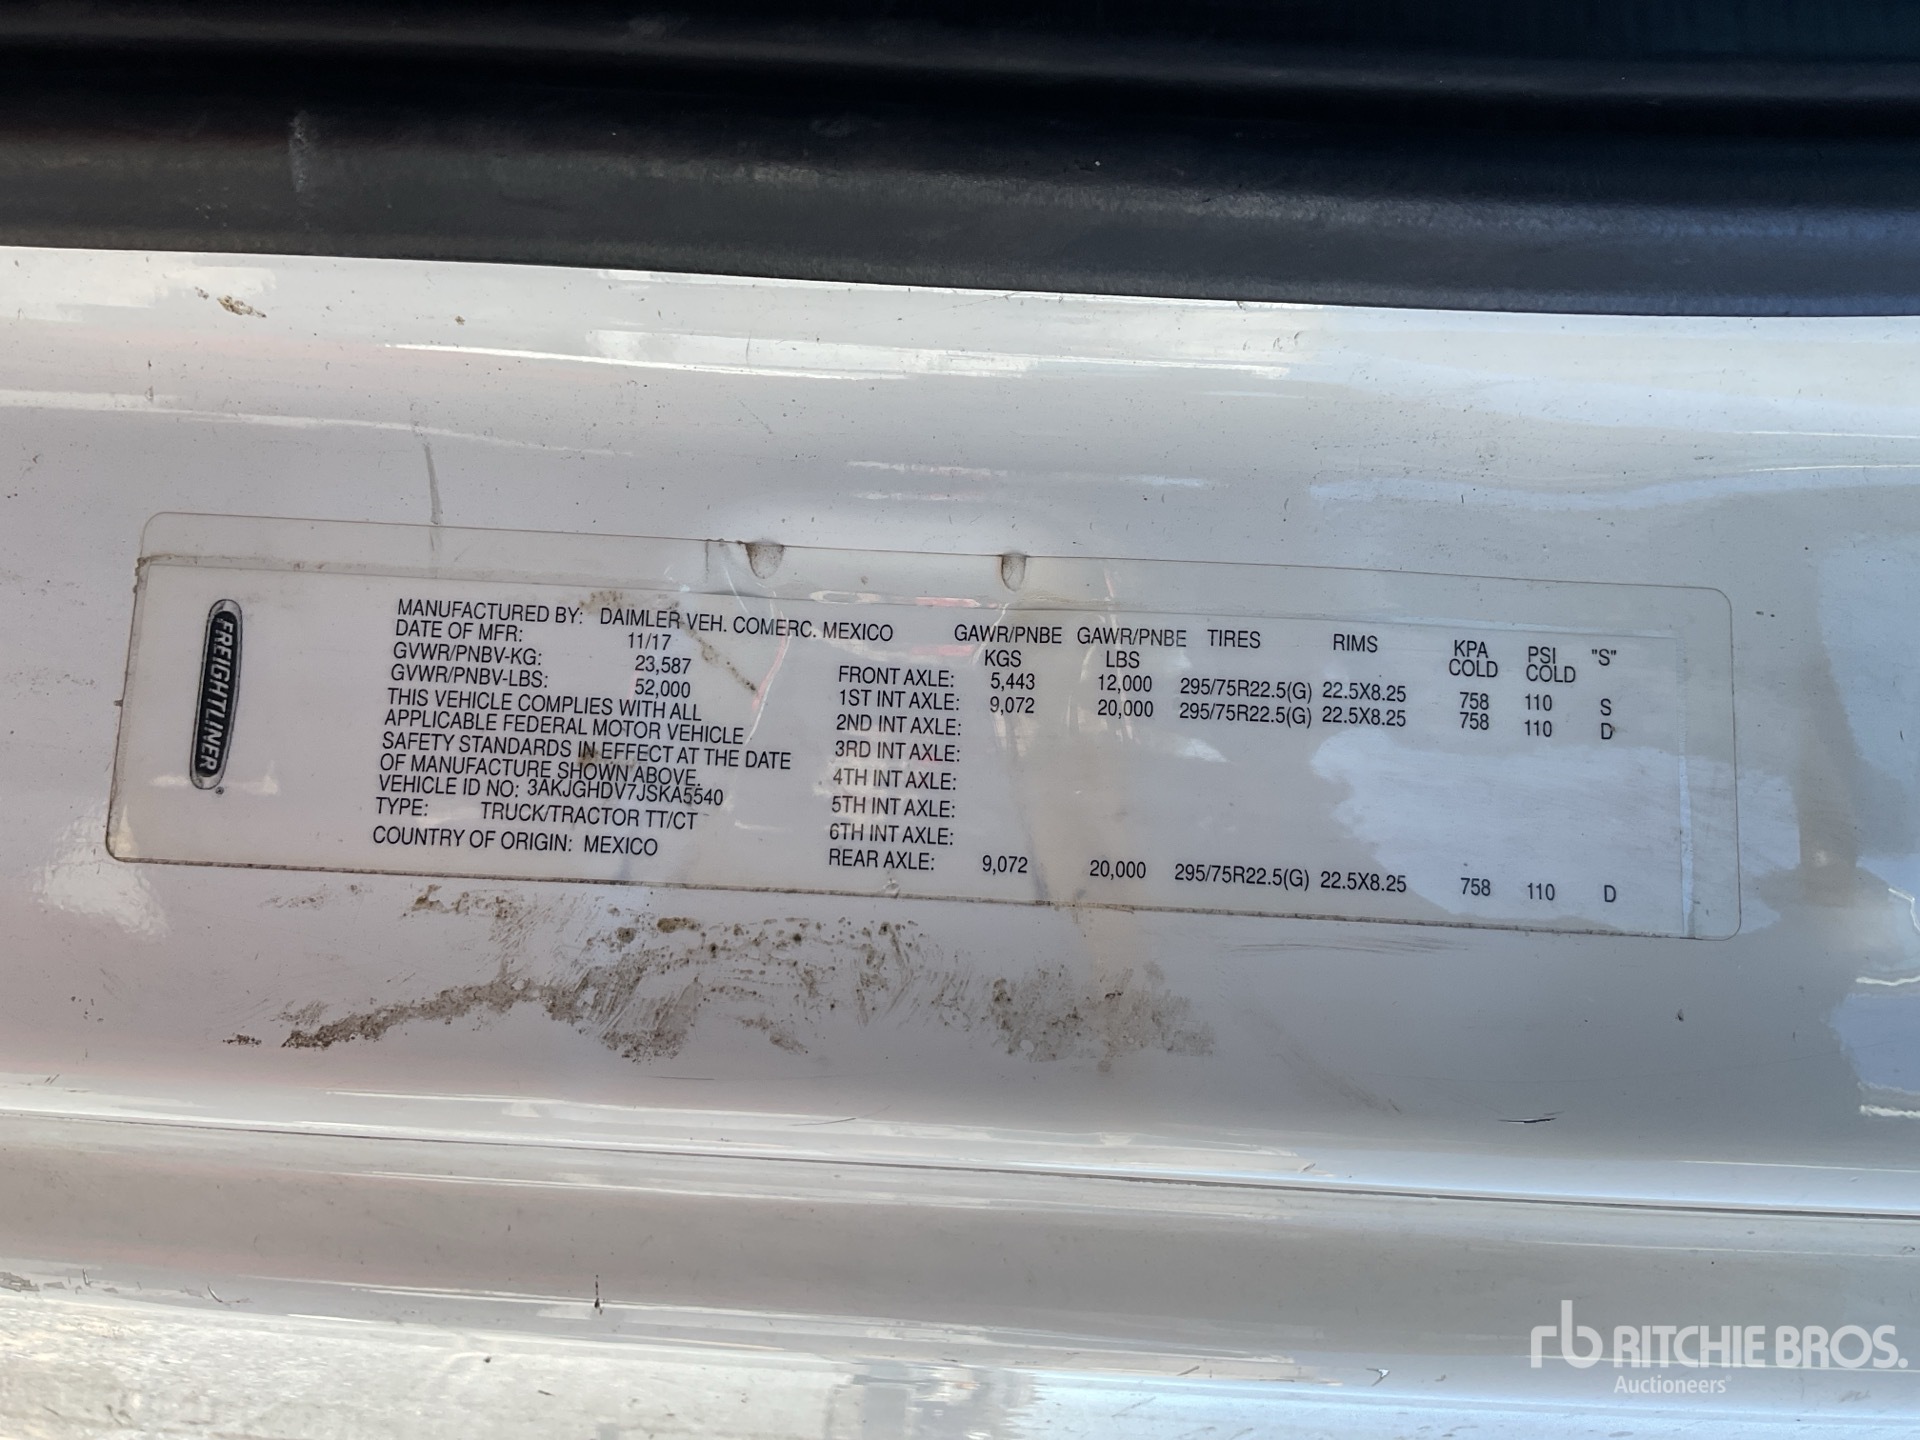 FREIGHTLINER
MANUFACTURED BY: DAIMLER VEH. COMERC. MEXICO
DATE OF MFR: 11/17
GVWR/PNBV-KG: 23,587
GVWR/PNBV-LBS: 52,000
THIS VEHICLE COMPLIES WITH ALL
APPLICABLE FEDERAL MOTOR VEHICLE
SAFETY STANDARDS IN EFFECT AT THE DATE
OF MANUFACTURE SHOWN ABOVE.
VEHICLE ID NO: 3AKJGHDV7JSKA5540
TYPE: TRUCK/TRACTOR TT/CT
COUNTRY OF ORIGIN: MEXICO
GAWR/PNBE GAWR/PNBE TIRES RIMS KPA PSI "S"
KGS LBS COLD COLD
FRONT AXLE: 5,443 12,000 295/75R22.5(G) 22.5X8.25 758 110 S
1ST INT AXLE: 9,072 20,000 295/75R22.5(G) 22.5X8.25 758 110 D
2ND INT AXLE:
3RD INT AXLE:
4TH INT AXLE:
5TH INT AXLE:
6TH INT AXLE:
REAR AXLE: 9,072 20,000 295/75R22.5(G) 22.5X8.25 758 110 D
rb RITCHIE BROS.
Auctioneers